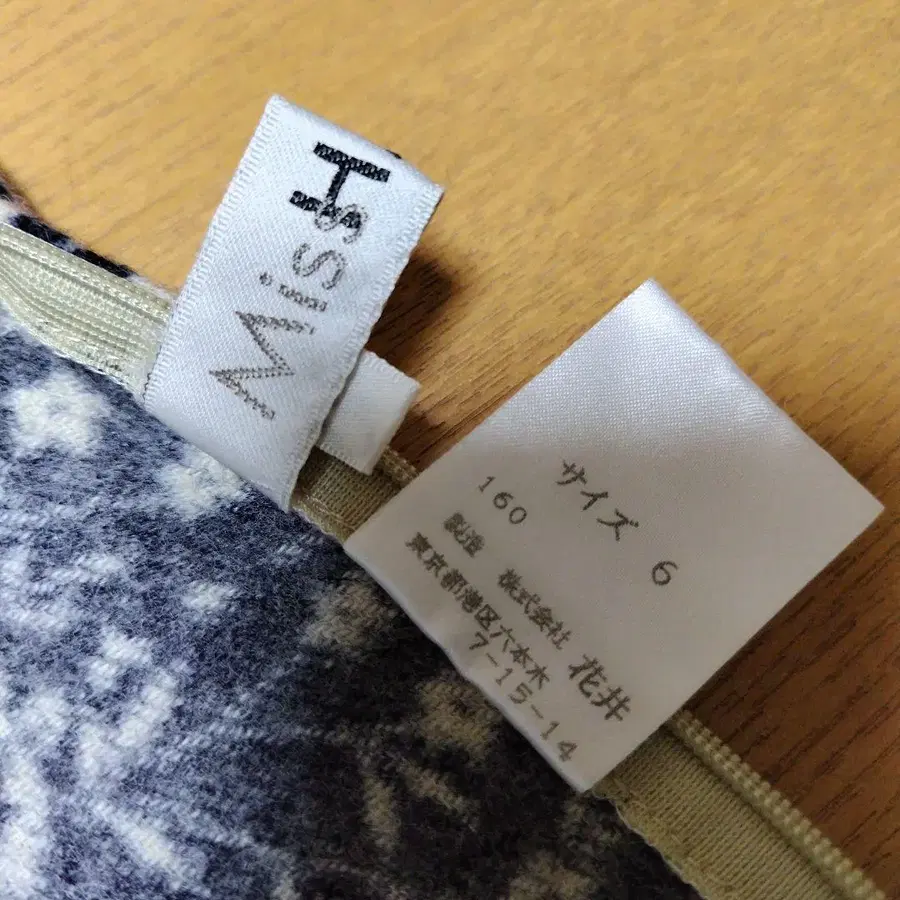 Miss H
サイズ 6
160
製造 株式会社 花井
東京都港区六本木
7-15-14